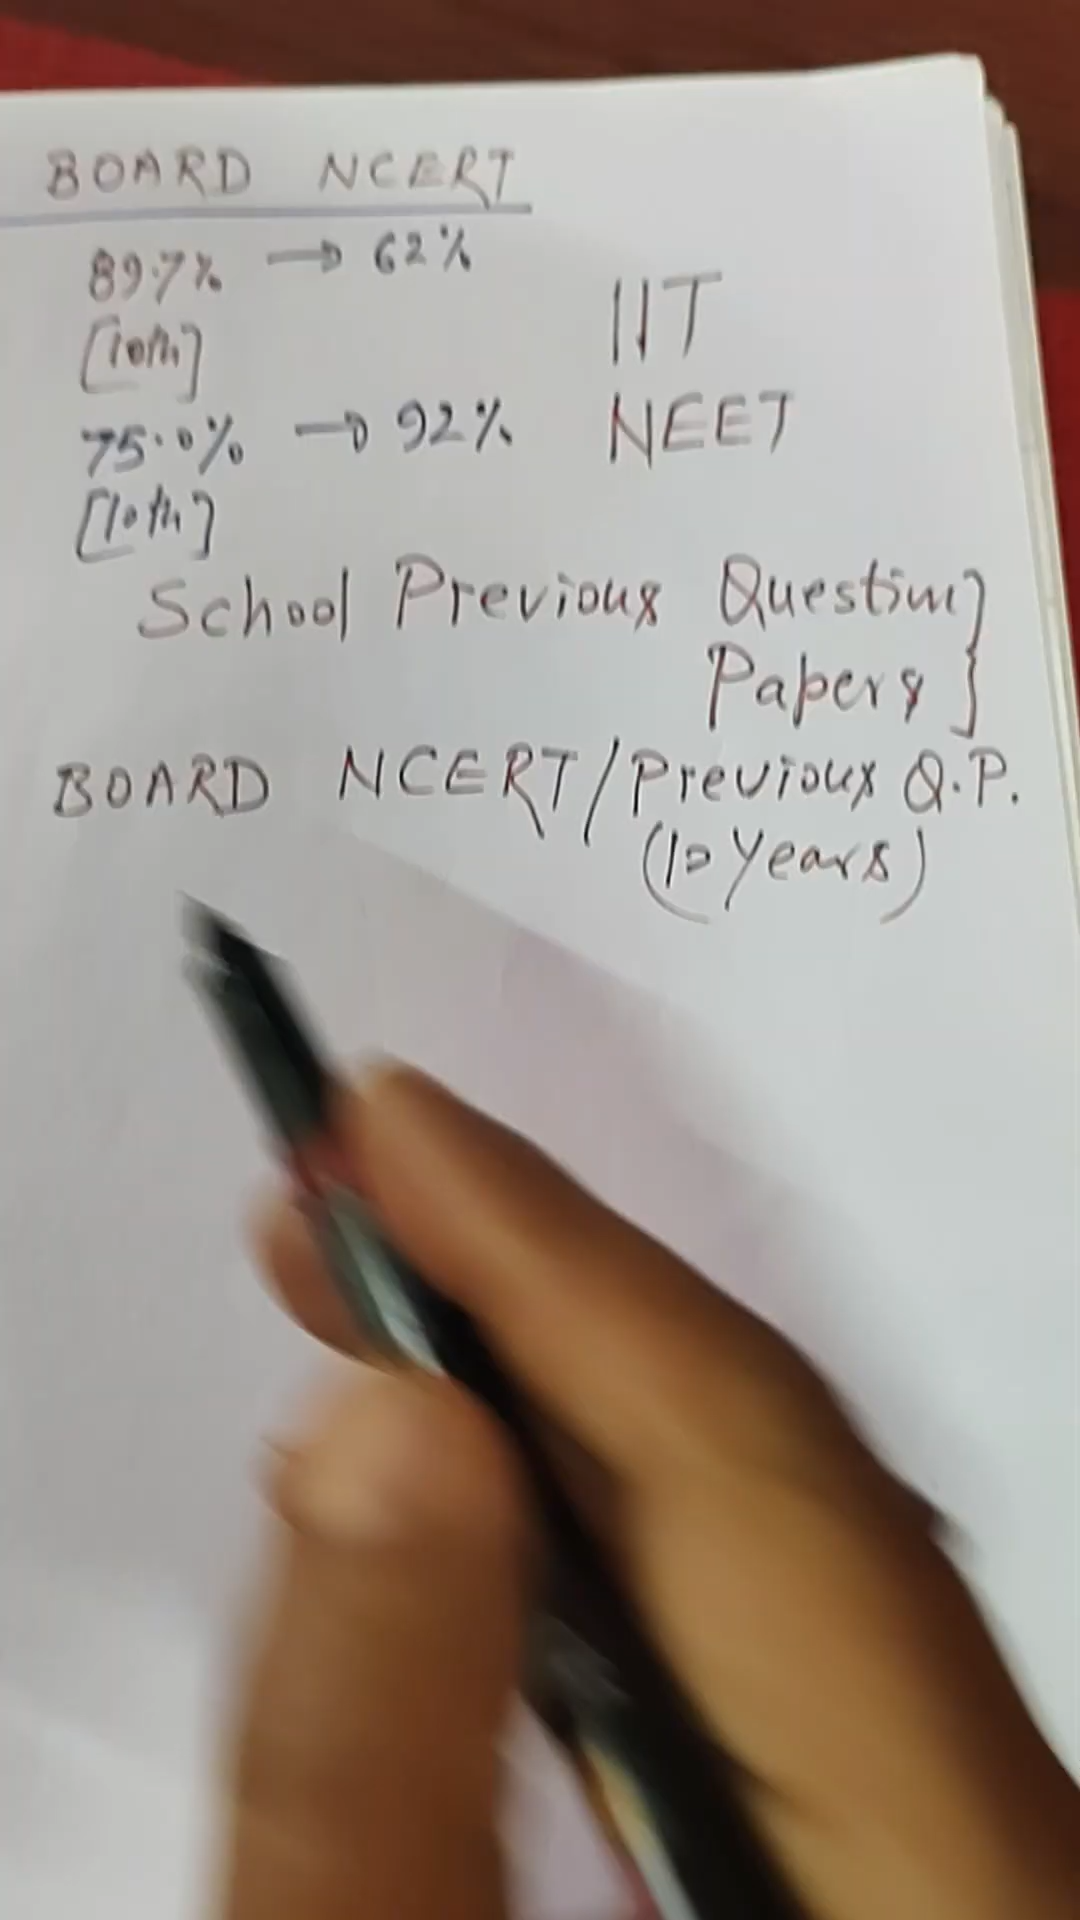 BOARD NCERT
89.7% → 62%
[10th]
IIT
75.0% → 92%
[10th]
NEET
School Previous Question
Papers
BOARD NCERT/Previous Q.P.
(10 Years)